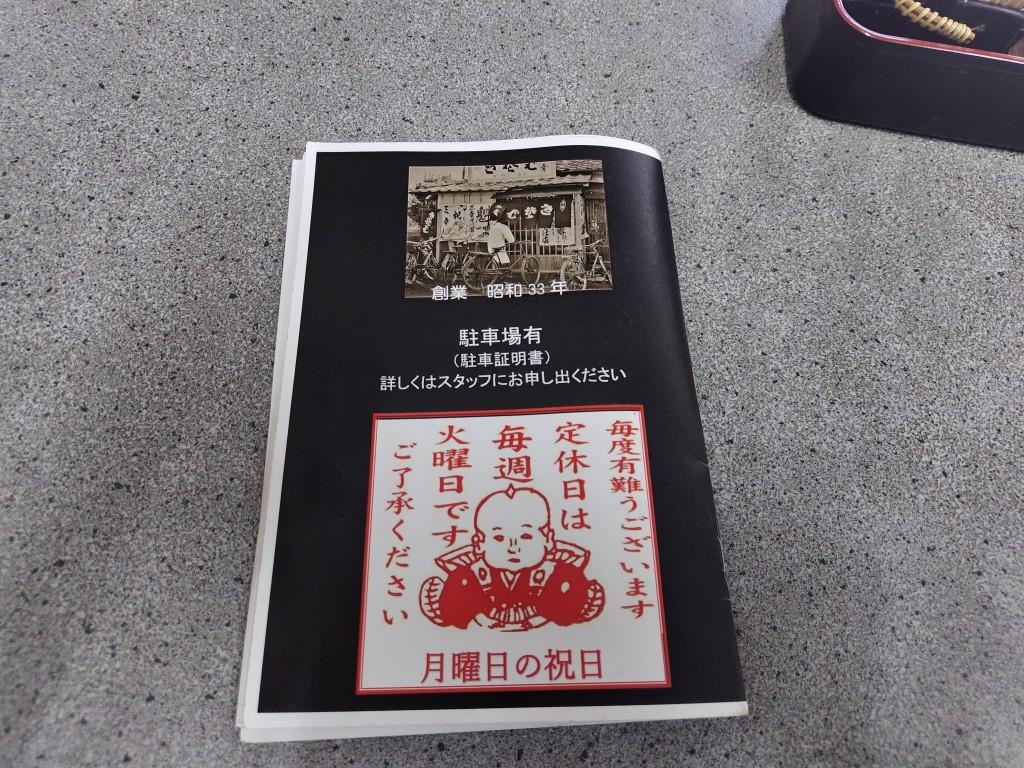 創業 昭和33年
駐車場有
(駐車証明書)
詳しくはスタッフにお申し出ください
毎度有難うございます
定休日は
毎週
火曜日です
ご了承ください
月曜日の祝日